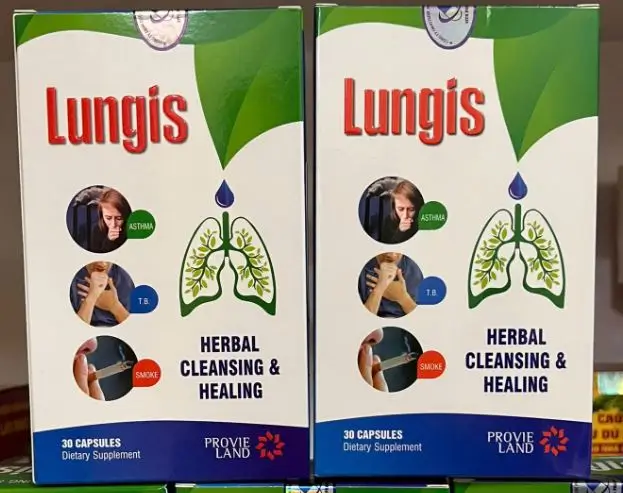 Lungis
ASTHMA
T.B.
SMOKE
HERBAL
CLEANSING &
HEALING
30 CAPSULES
Dietary Supplement
PROVIE
LAND
Lungis
ASTHMA
T.B.
SMOKE
HERBAL
CLEANSING &
HEALING
30 CAPSULES
Dietary Supplement
PROVIE
LAND